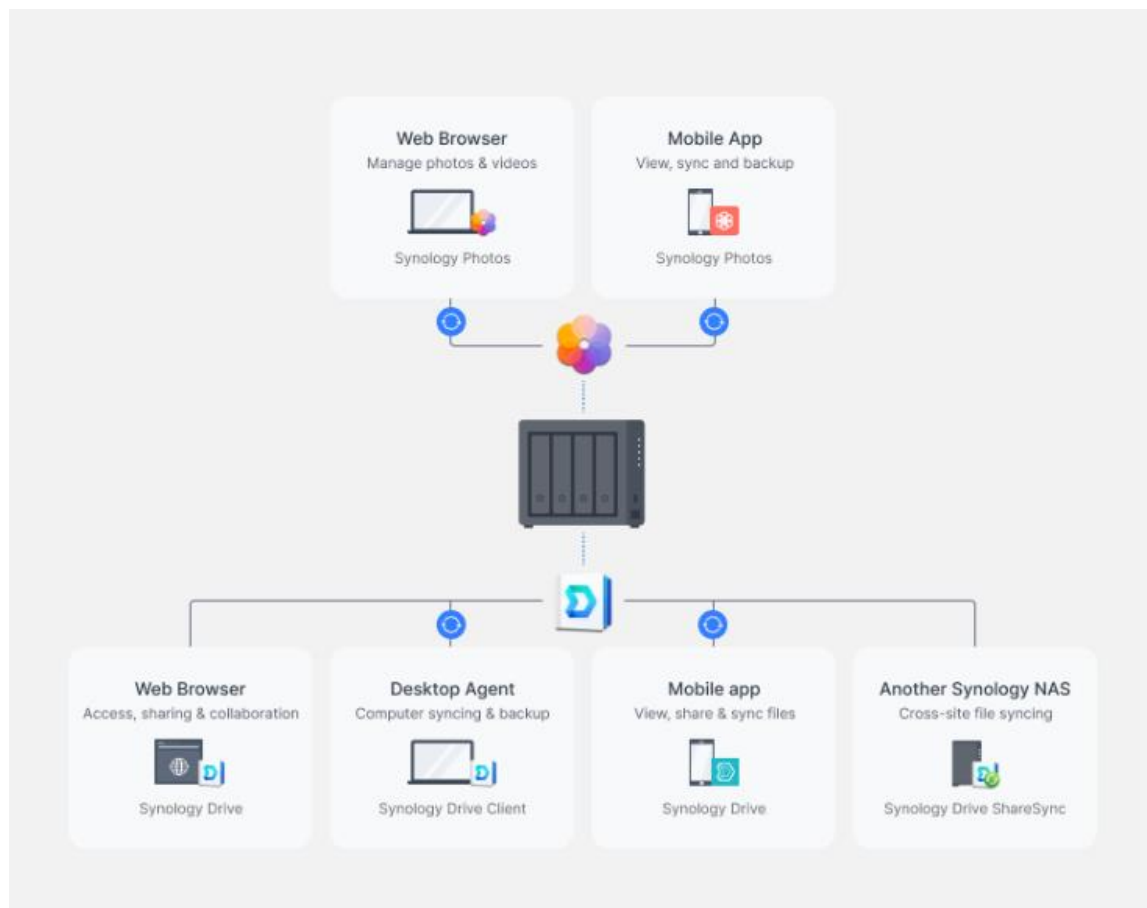 Web Browser
Manage photos & videos
Synology Photos
Mobile App
View, sync and backup
Synology Photos
Web Browser
Access, sharing & collaboration
Synology Drive
Desktop Agent
Computer syncing & backup
Synology Drive Client
Mobile app
View, share & sync files
Synology Drive
Another Synology NAS
Cross-site file syncing
Synology Drive ShareSync